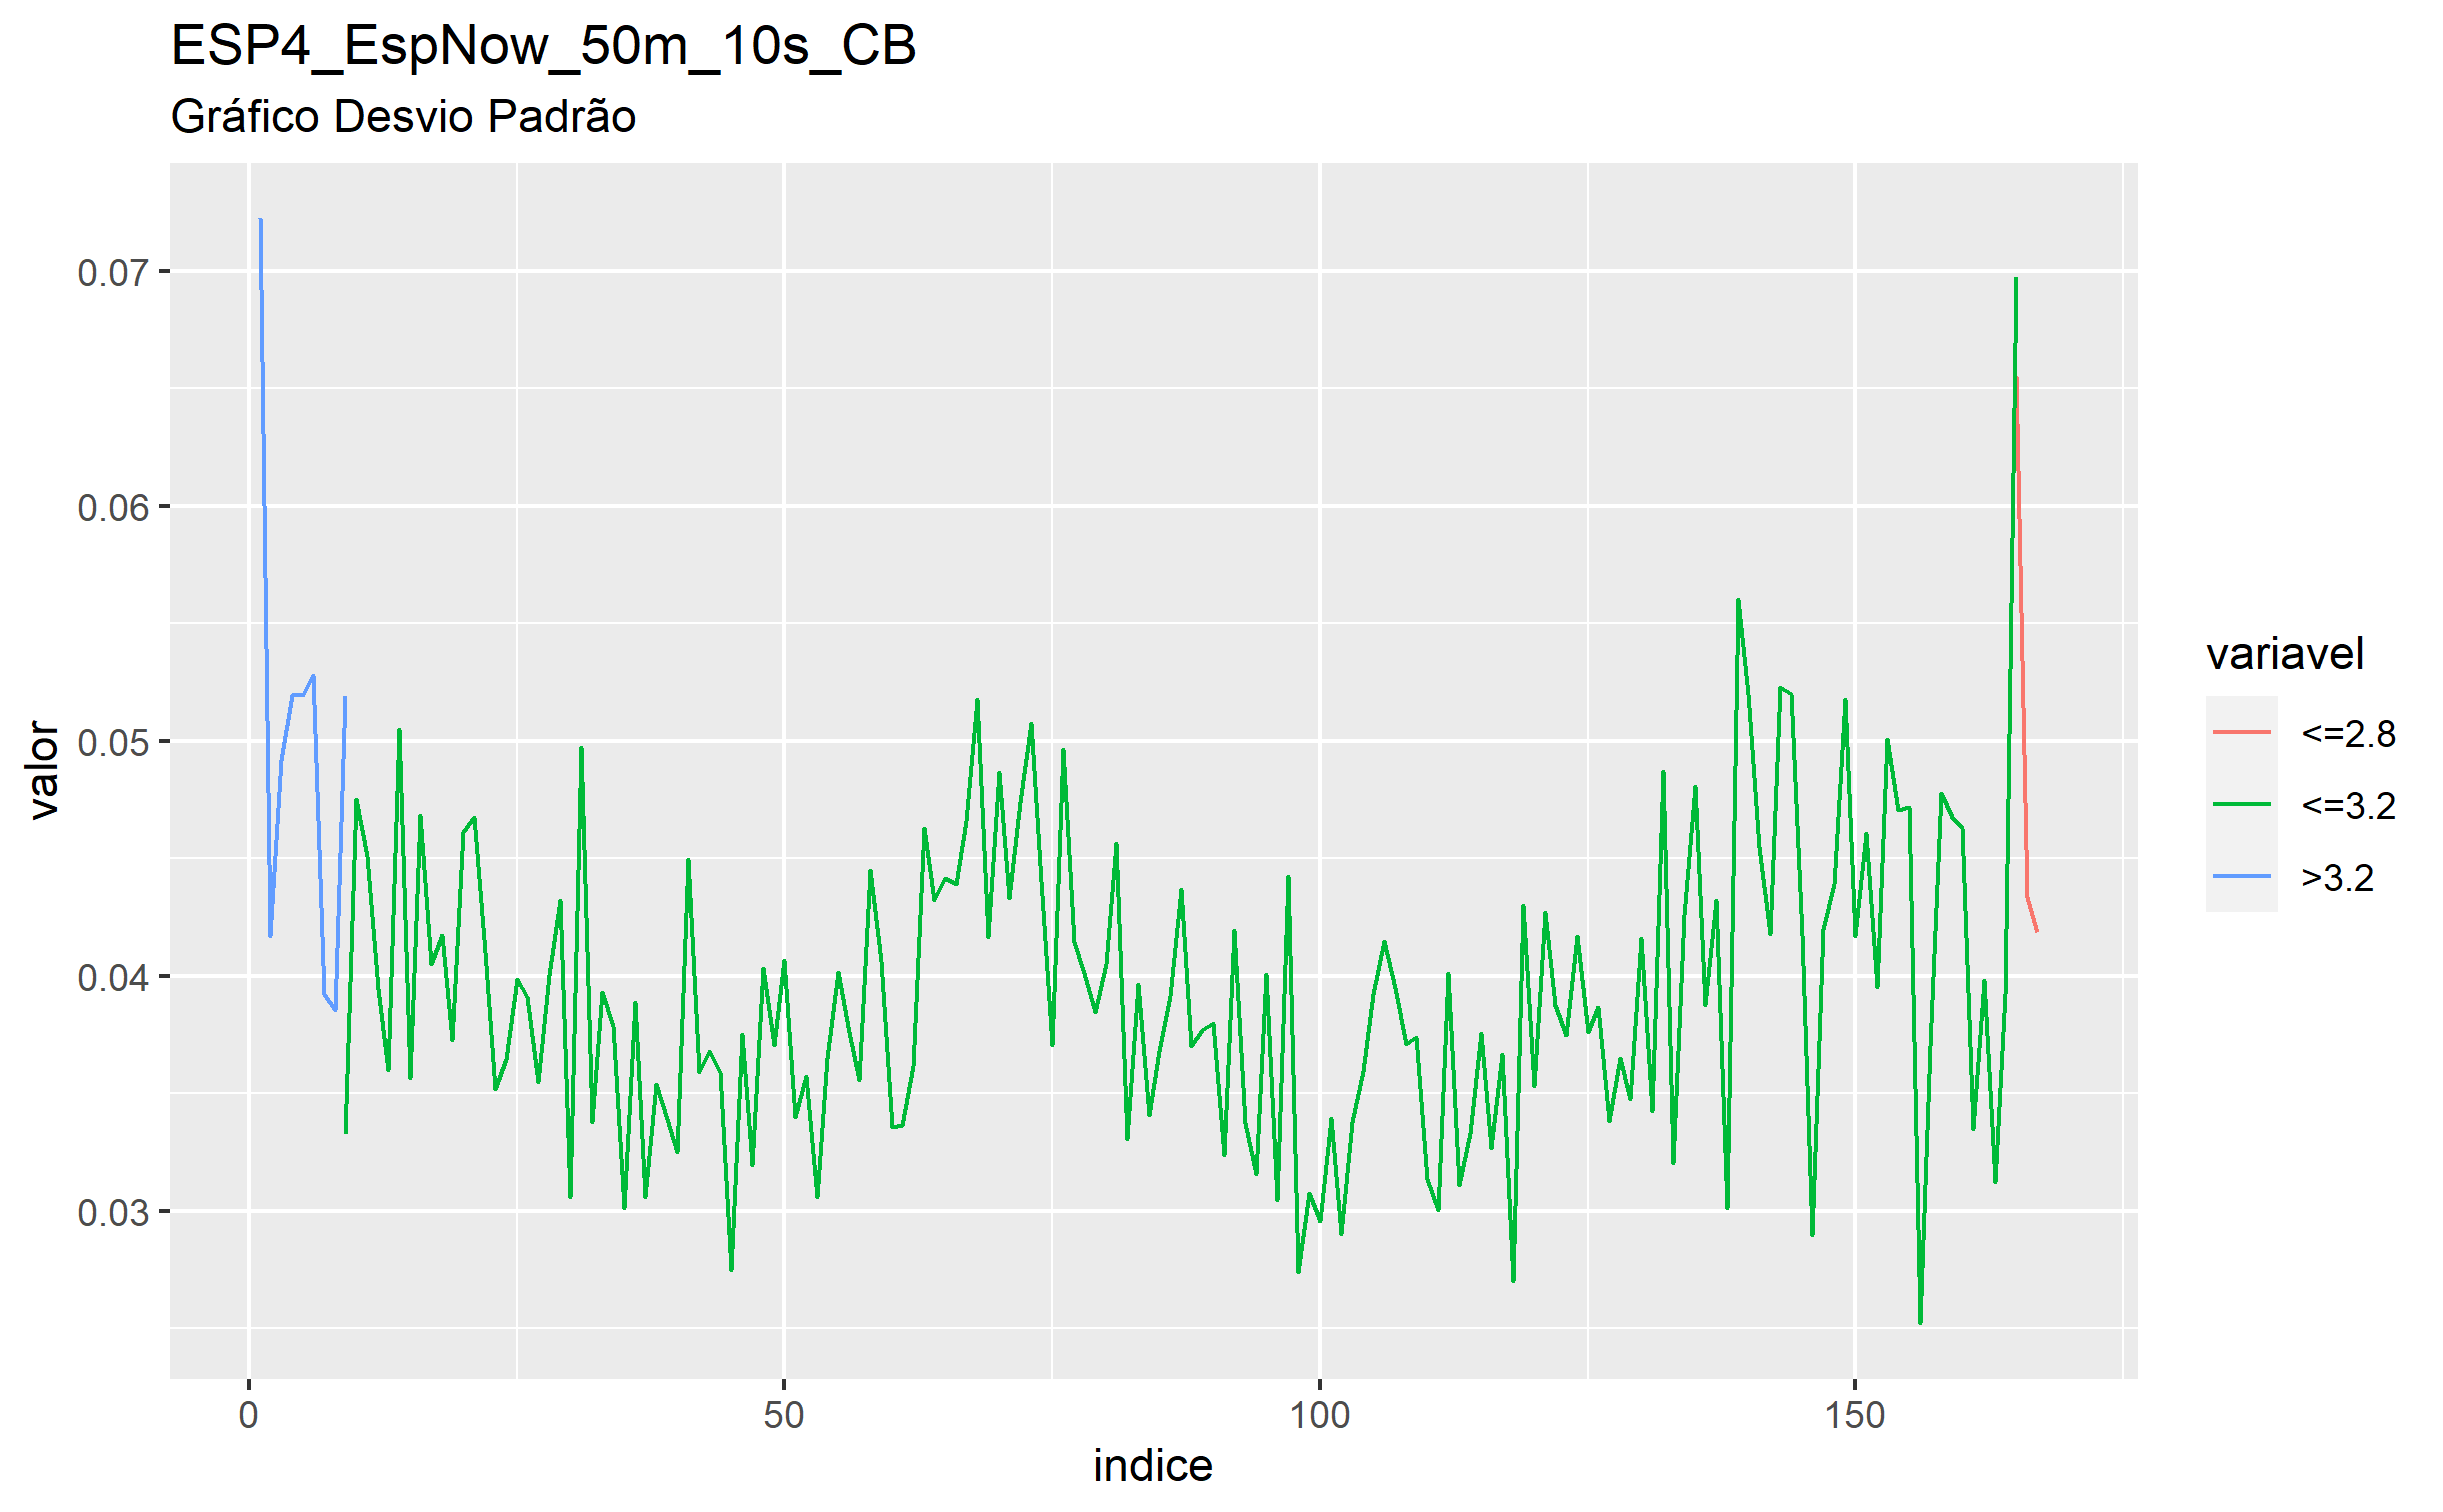 ESP4_EspNow_50m_10s_CB
Gráfico Desvio Padrão
valor
0.07
0.06
0.05
0.04
0.03
0
50
100
150
indice
variavel
<=2.8
<=3.2
>3.2